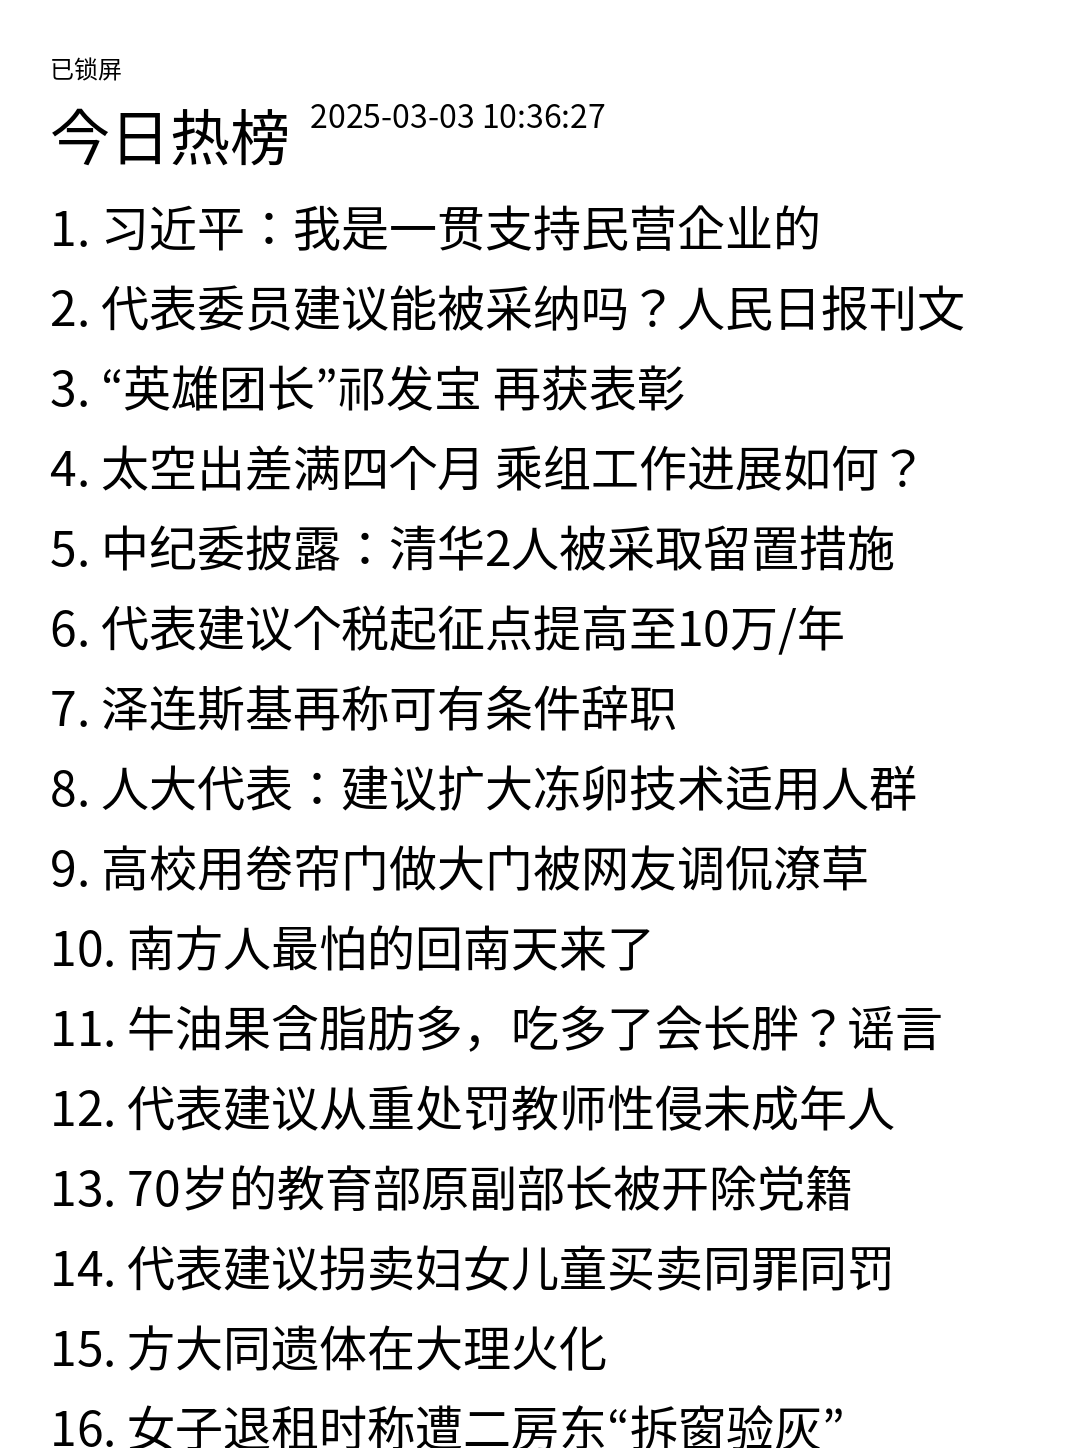 已锁屏
今日热榜 2025-03-03 10:36:27
1. 习近平：我是一贯支持民营企业的
2. 代表委员建议能被采纳吗？人民日报刊文
3. “英雄团长”祁发宝 再获表彰
4. 太空出差满四个月 乘组工作进展如何？
5. 中纪委披露：清华2人被采取留置措施
6. 代表建议个税起征点提高至10万/年
7. 泽连斯基再称可有条件辞职
8. 人大代表：建议扩大冻卵技术适用人群
9. 高校用卷帘门做大门被网友调侃潦草
10. 南方人最怕的回南天来了
11. 牛油果含脂肪多，吃多了会长胖？谣言
12. 代表建议从重处罚教师性侵未成年人
13. 70岁的教育部原副部长被开除党籍
14. 代表建议拐卖妇女儿童买卖同罪同罚
15. 方大同遗体在大理火化
16. 女子退租时称遭二房东“拆窗验灰”